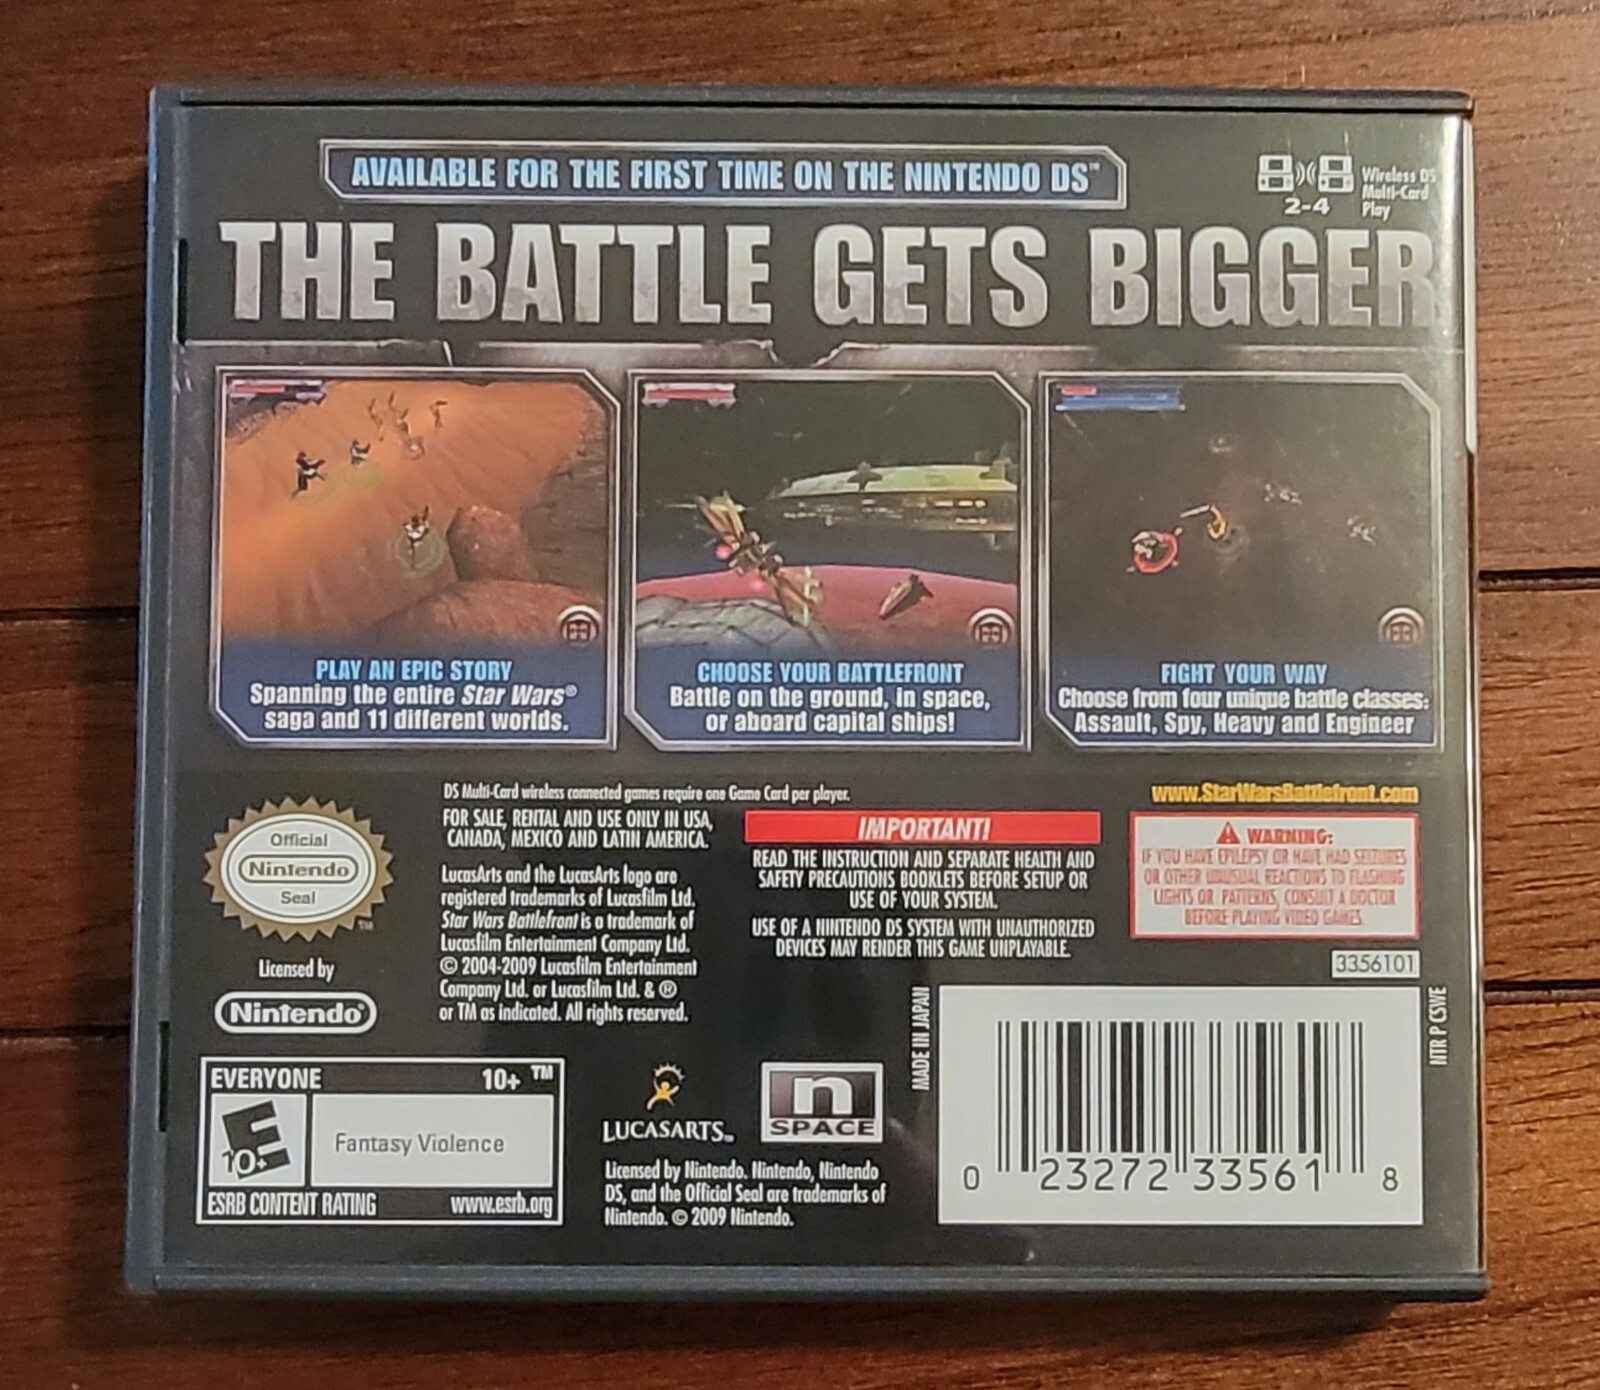 AVAILABLE FOR THE FIRST TIME ON THE NINTENDO DS™
2-4
Wireless DS
Multi-Card
Play
THE BATTLE GETS BIGGER
PLAY AN EPIC STORY
Spanning the entire Star Wars®
saga and 11 different worlds.
CHOOSE YOUR BATTLEFRONT
Battle on the ground, in space,
or aboard capital ships!
FIGHT YOUR WAY
Choose from four unique battle classes:
Assault, Spy, Heavy and Engineer
Official
Nintendo
Seal
TM
Licensed by
Nintendo®
DS Multi-Card wireless connected games require one Game Card per player.
FOR SALE, RENTAL AND USE ONLY IN USA,
CANADA, MEXICO AND LATIN AMERICA.
LucasArts and the LucasArts logo are
registered trademarks of Lucasfilm Ltd.
Star Wars Battlefront is a trademark of
Lucasfilm Entertainment Company Ltd.
© 2004-2009 Lucasfilm Entertainment
Company Ltd. or Lucasfilm Ltd. & ®
or TM as indicated. All rights reserved.
IMPORTANT!
READ THE INSTRUCTION AND SEPARATE HEALTH AND
SAFETY PRECAUTIONS BOOKLETS BEFORE SETUP OR
USE OF YOUR SYSTEM.
USE OF A NINTENDO DS SYSTEM WITH UNAUTHORIZED
DEVICES MAY RENDER THIS GAME UNPLAYABLE.
www.StarWarsBattlefront.com
WARNING:
IF YOU HAVE EPILEPSY OR HAVE HAD SEIZURES
OR OTHER UNUSUAL REACTIONS TO FLASHING
LIGHTS OR PATTERNS, CONSULT A DOCTOR
BEFORE PLAYING VIDEO GAMES.
3356101
MADE IN JAPAN
NTR P CSWE
0 23272 33561 8
EVERYONE 10+ ™
E
10+
Fantasy Violence
ESRB CONTENT RATING www.esrb.org
LUCASARTS™
n
SPACE
Licensed by Nintendo. Nintendo, Nintendo
DS, and the Official Seal are trademarks of
Nintendo. © 2009 Nintendo.